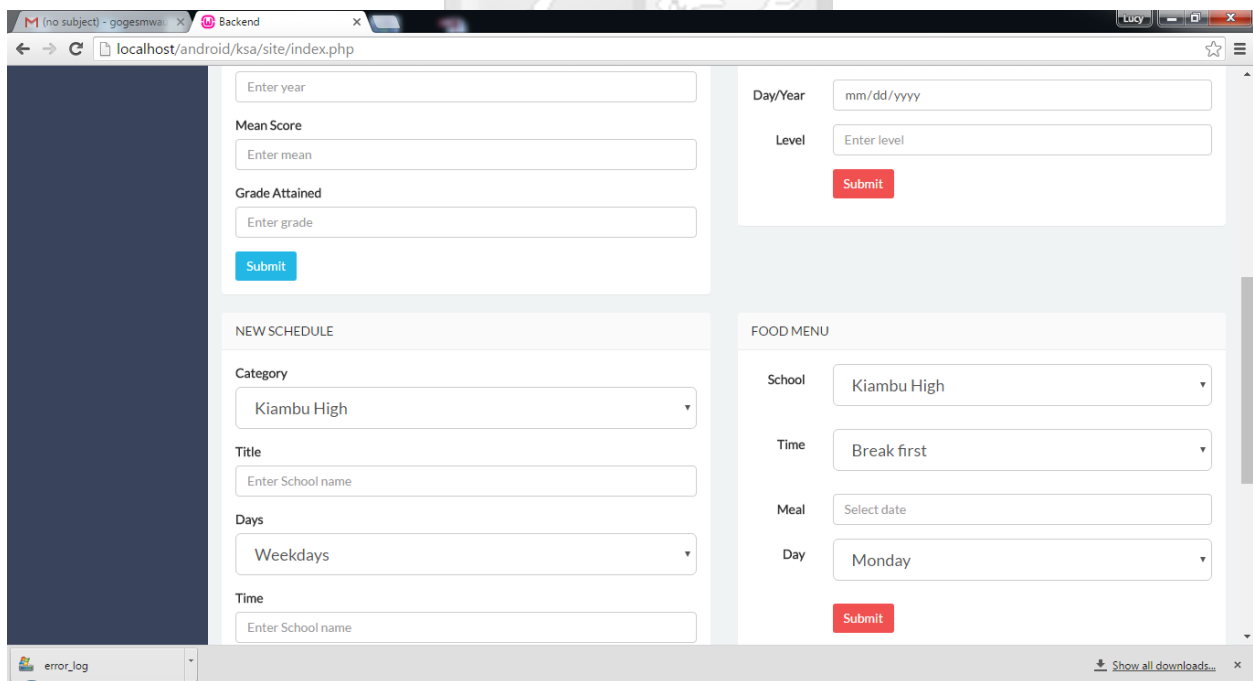 M (no subject) - gogesmwa
Backend
Lucy
localhost/android/ksa/site/index.php
Enter year
Mean Score
Enter mean
Grade Attained
Enter grade
Submit
Day/Year mm/dd/yyyy
Level Enter level
Submit
NEW SCHEDULE
Category
Kiambu High
Title
Enter School name
Days
Weekdays
Time
Enter School name
FOOD MENU
School Kiambu High
Time Break first
Meal Select date
Day Monday
Submit
error_log
Show all downloads...